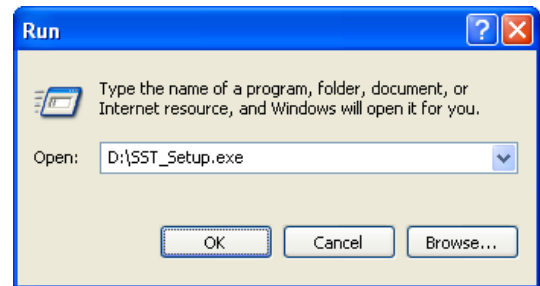 Run
Type the name of a program, folder, document, or
Internet resource, and Windows will open it for you.
Open: D:\SST_Setup.exe
OK Cancel Browse...